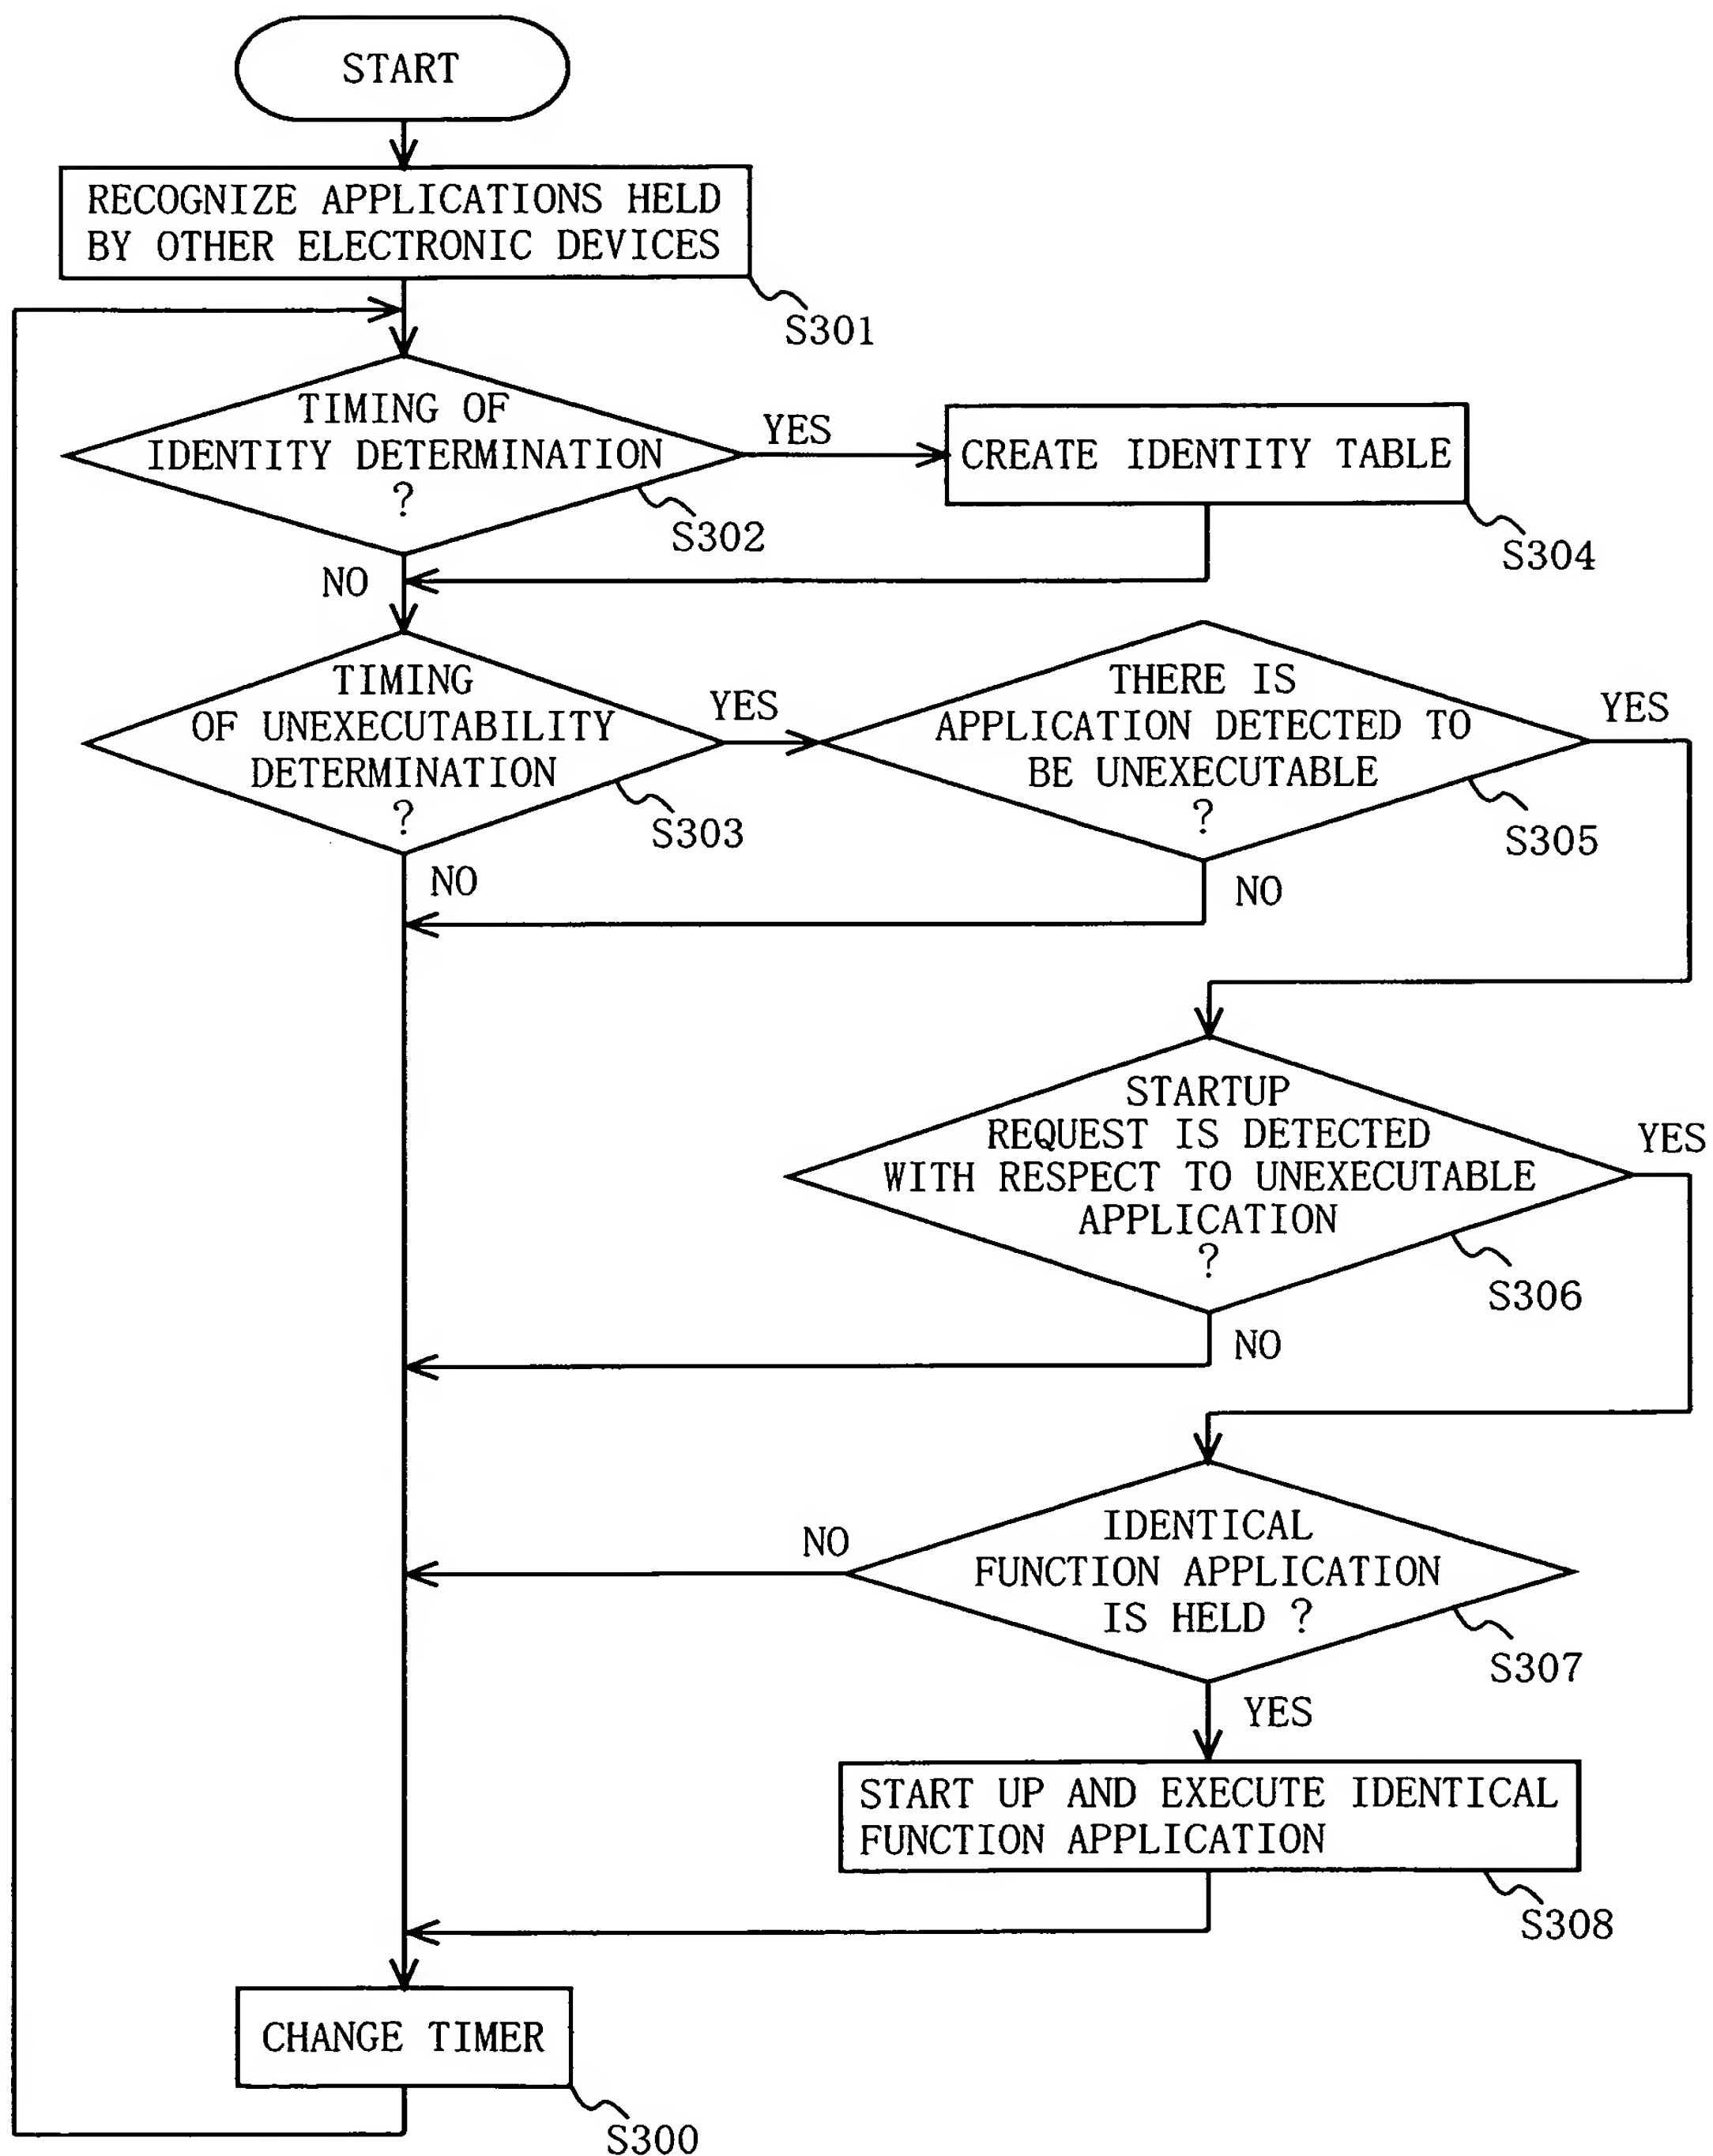 START
RECOGNIZE APPLICATIONS HELD
BY OTHER ELECTRONIC DEVICES
S301
TIMING OF
IDENTITY DETERMINATION
?
S302
YES
CREATE IDENTITY TABLE
S304
NO
TIMING
OF UNEXECUTABILITY
DETERMINATION
?
S303
YES
THERE IS
APPLICATION DETECTED TO
BE UNEXECUTABLE
?
S305
YES
NO
NO
STARTUP
REQUEST IS DETECTED
WITH RESPECT TO UNEXECUTABLE
APPLICATION
?
S306
YES
NO
IDENTICAL
FUNCTION APPLICATION
IS HELD ?
S307
NO
YES
START UP AND EXECUTE IDENTICAL
FUNCTION APPLICATION
S308
CHANGE TIMER
S300